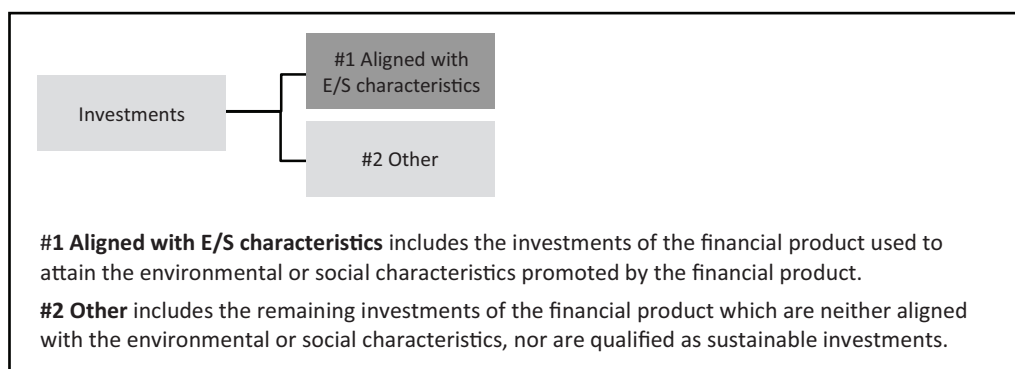 #1 Aligned with
E/S characteristics
Investments
#2 Other
#1 Aligned with E/S characteristics includes the investments of the financial product used to
attain the environmental or social characteristics promoted by the financial product.
#2 Other includes the remaining investments of the financial product which are neither aligned
with the environmental or social characteristics, nor are qualified as sustainable investments.